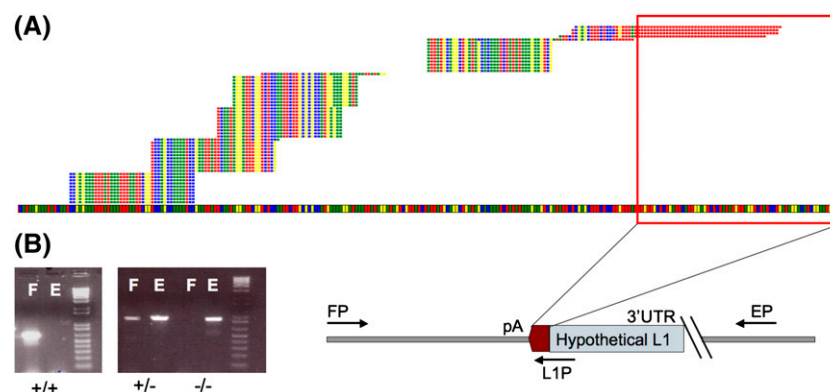 (A)
(B)
F E
F E F E
+/+
+/- -/-
FP
pA
3'UTR
EP
Hypothetical L1
L1P